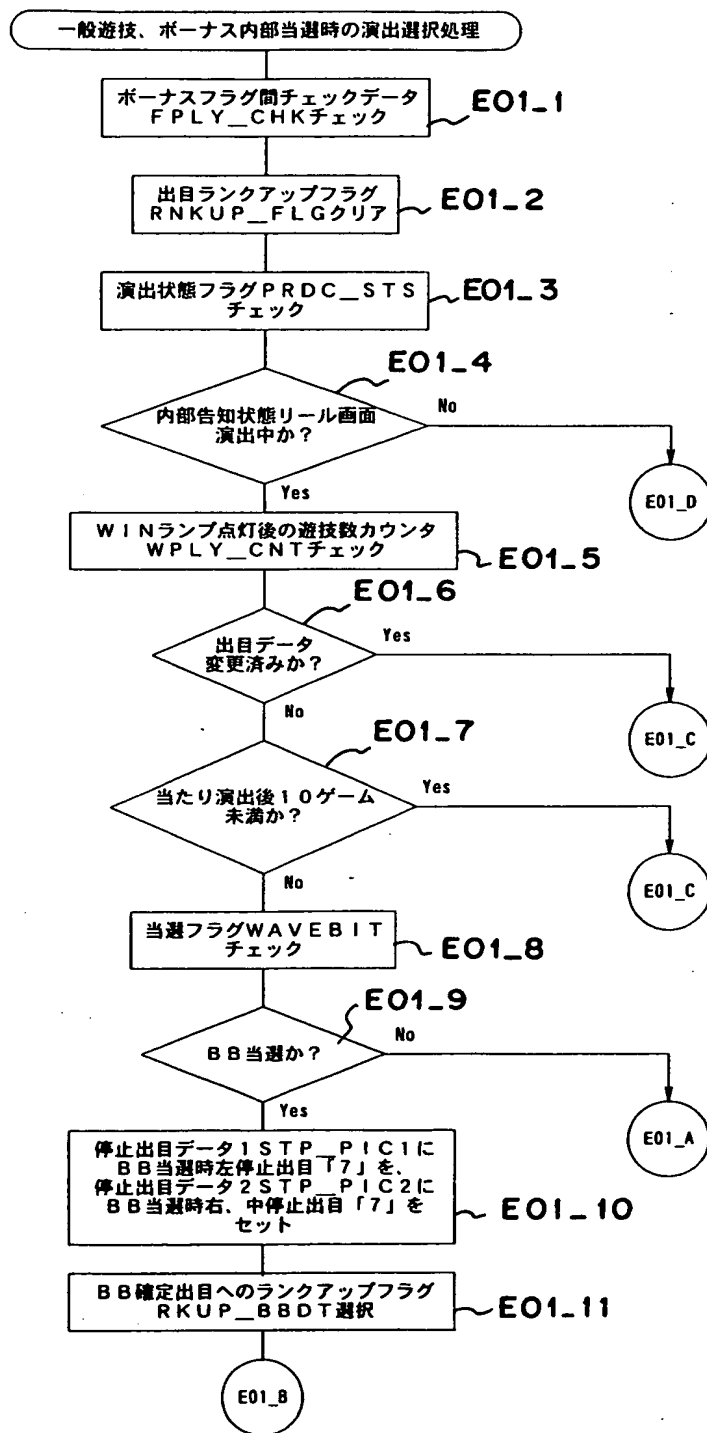 一般遊技、ボーナス内部当選時の演出選択処理
ボーナスフラグ間チェックデータ
FPLY__CHKチェック
E01_1
出目ランクアップフラグ
RNKUP__FLGクリア
E01_2
演出状態フラグPRDC__STS
チェック
E01_3
E01_4
内部告知状態リール画面
演出中か?
No
E01_D
Yes
WINランプ点灯後の遊技数カウンタ
WPLY__CNTチェック
E01_5
E01_6
出目データ
変更済みか?
Yes
E01_C
No
E01_7
当たり演出後10ゲーム
未満か?
Yes
E01_C
No
当選フラグWAVEBIT
チェック
E01_8
E01_9
BB当選か?
No
E01_A
Yes
停止出目データ1STP__PIC1に
BB当選時左停止出目「7」を、
停止出目データ2STP__PIC2に
BB当選時右、中停止出目「7」を
セット
E01_10
BB確定出目へのランクアップフラグ
RKUP__BBDT選択
E01_11
E01_B